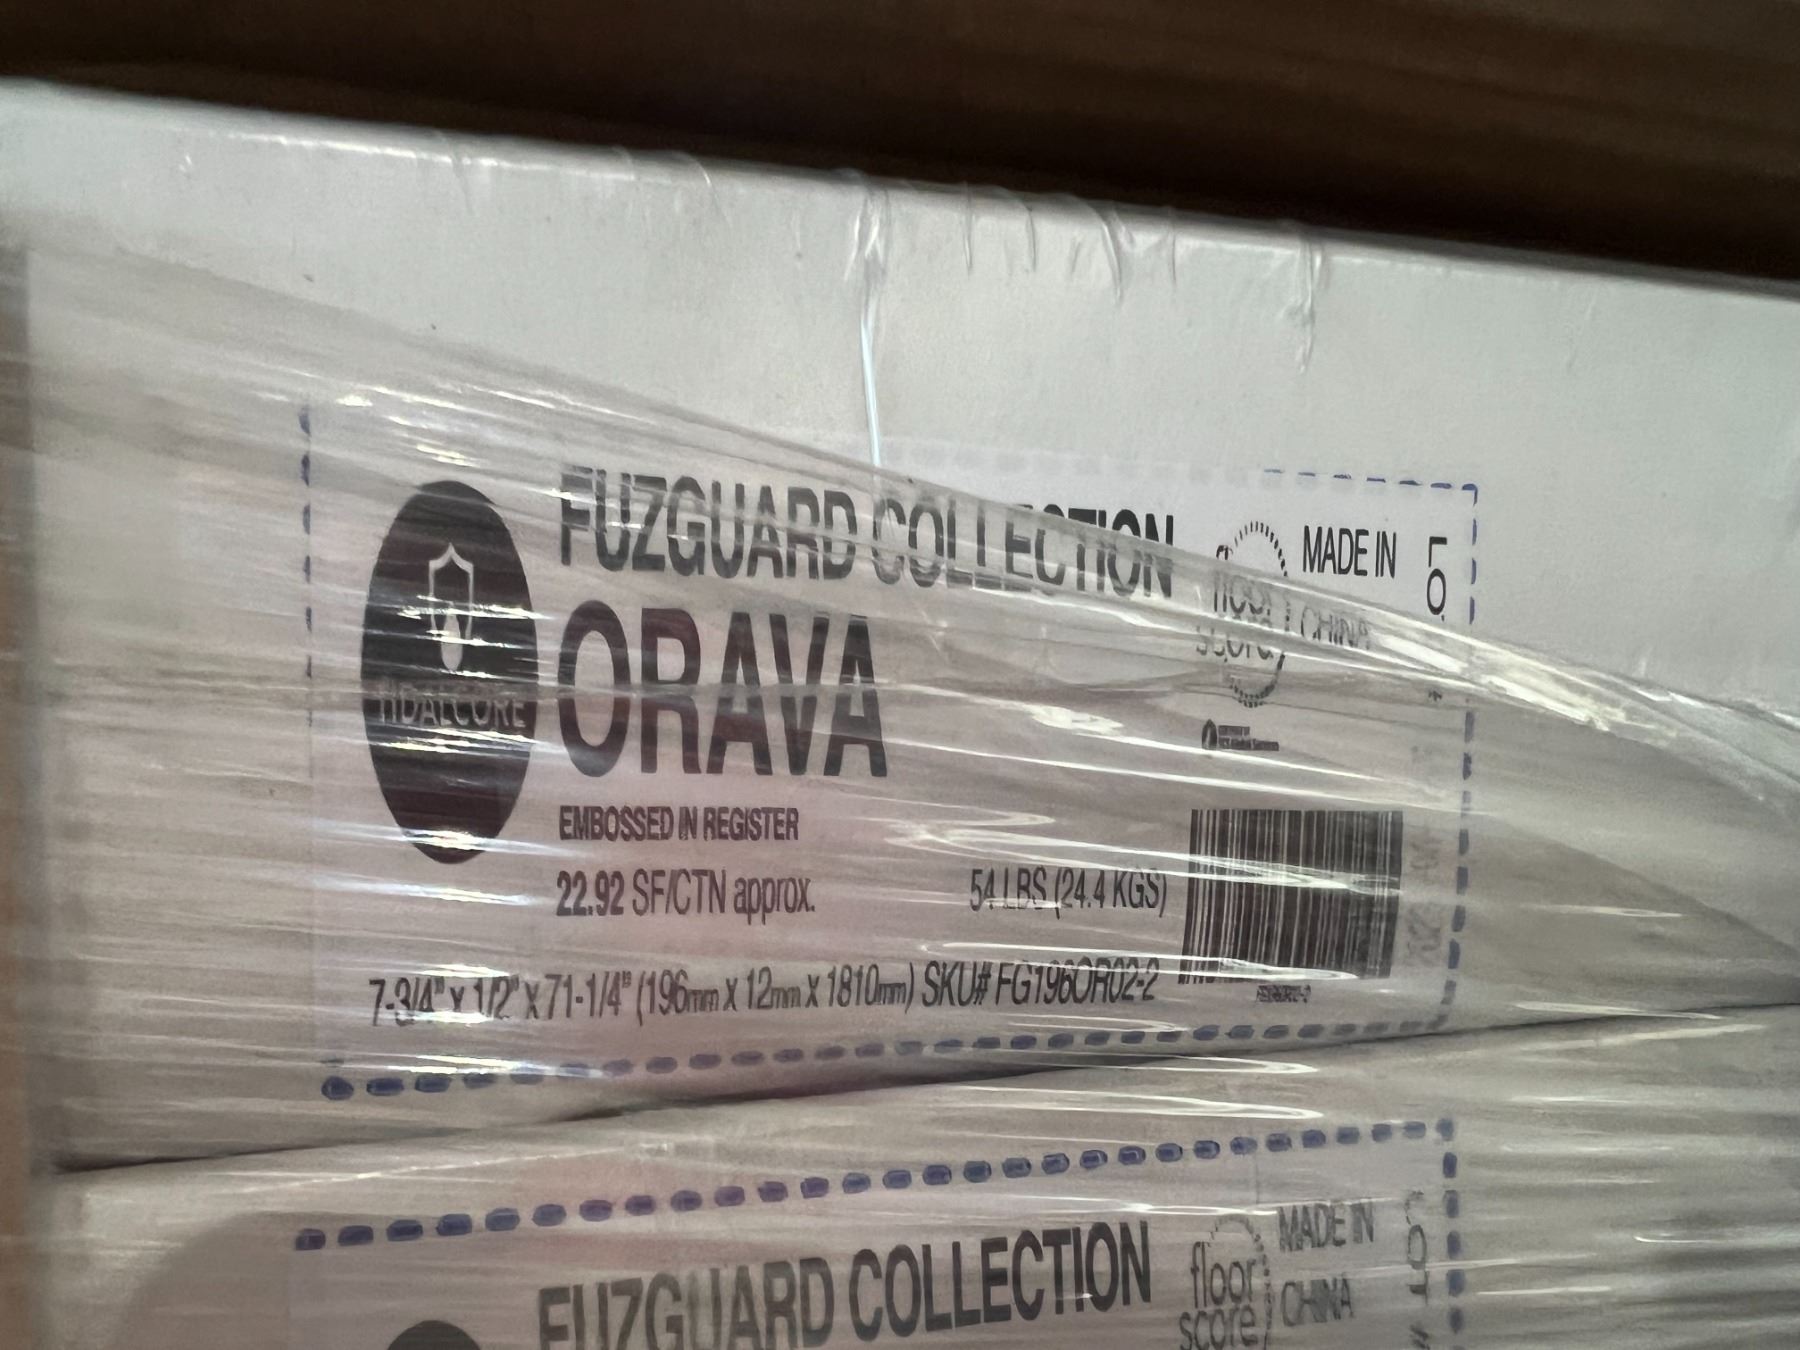 FUZGUARD COLLECTION
ORAVA
TIDALCORE
EMBOSSED IN REGISTER
22.92 SF/CTN approx.
54 LBS (24.4 KGS)
7-3/4" x 1/2" x 71-1/4" (196mm x 12mm x 1810mm) SKU# FG196OR02-2
floor
score
MADE IN
CHINA
FUZGUARD COLLECTION
floor
score
MADE IN
CHINA